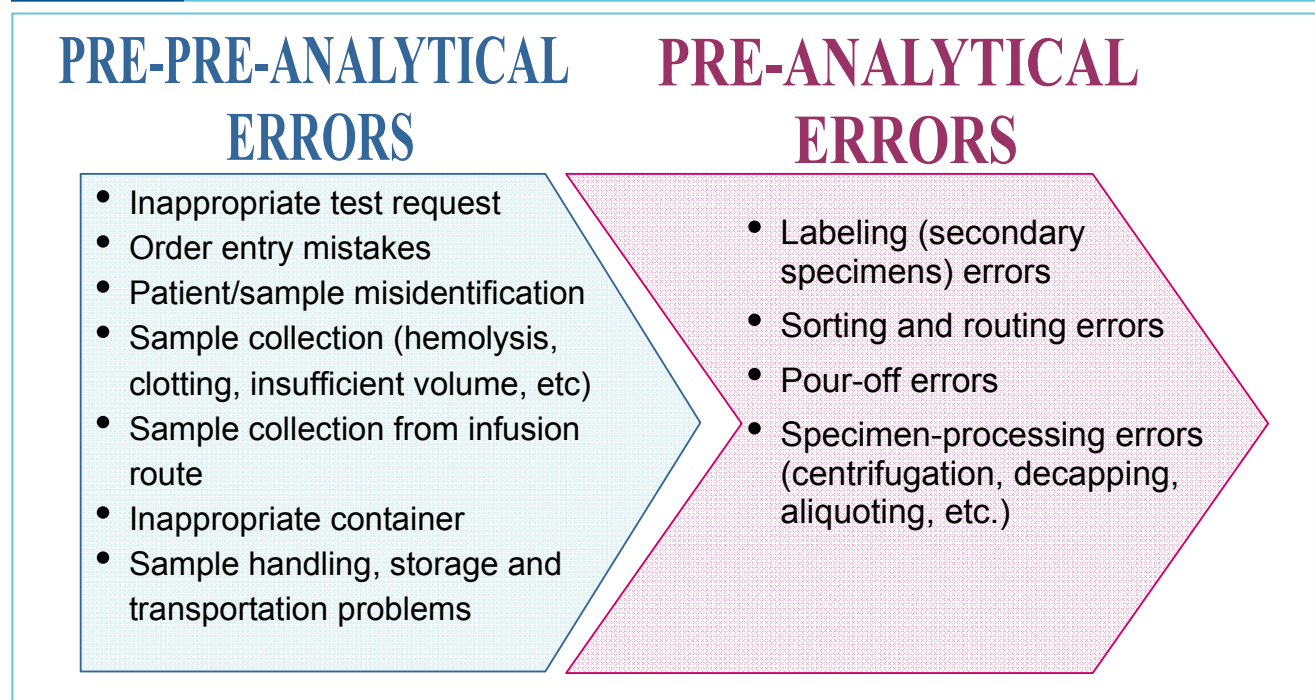 PRE-PRE-ANALYTICAL
ERRORS
• Inappropriate test request
• Order entry mistakes
• Patient/sample misidentification
• Sample collection (hemolysis,
clotting, insufficient volume, etc)
• Sample collection from infusion
route
• Inappropriate container
• Sample handling, storage and
transportation problems
PRE-ANALYTICAL
ERRORS
• Labeling (secondary
specimens) errors
• Sorting and routing errors
• Pour-off errors
• Specimen-processing errors
(centrifugation, decapping,
aliquoting, etc.)